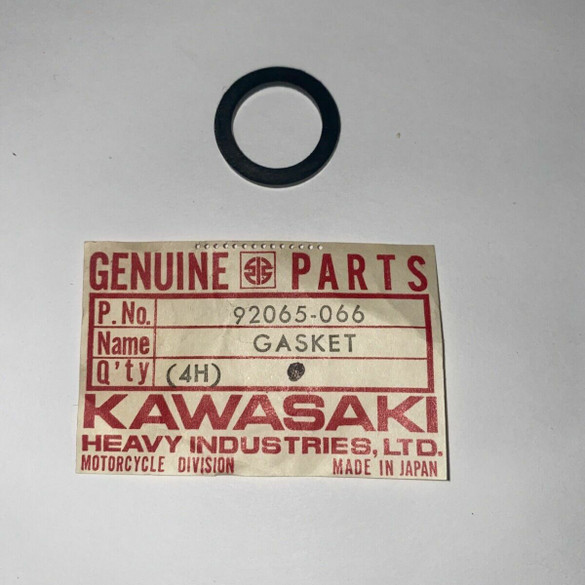 GENUINE PARTS
P. No. 92065-066
Name GASKET
Q'ty (4H)
KAWASAKI
HEAVY INDUSTRIES, LTD.
MOTORCYCLE DIVISION MADE IN JAPAN